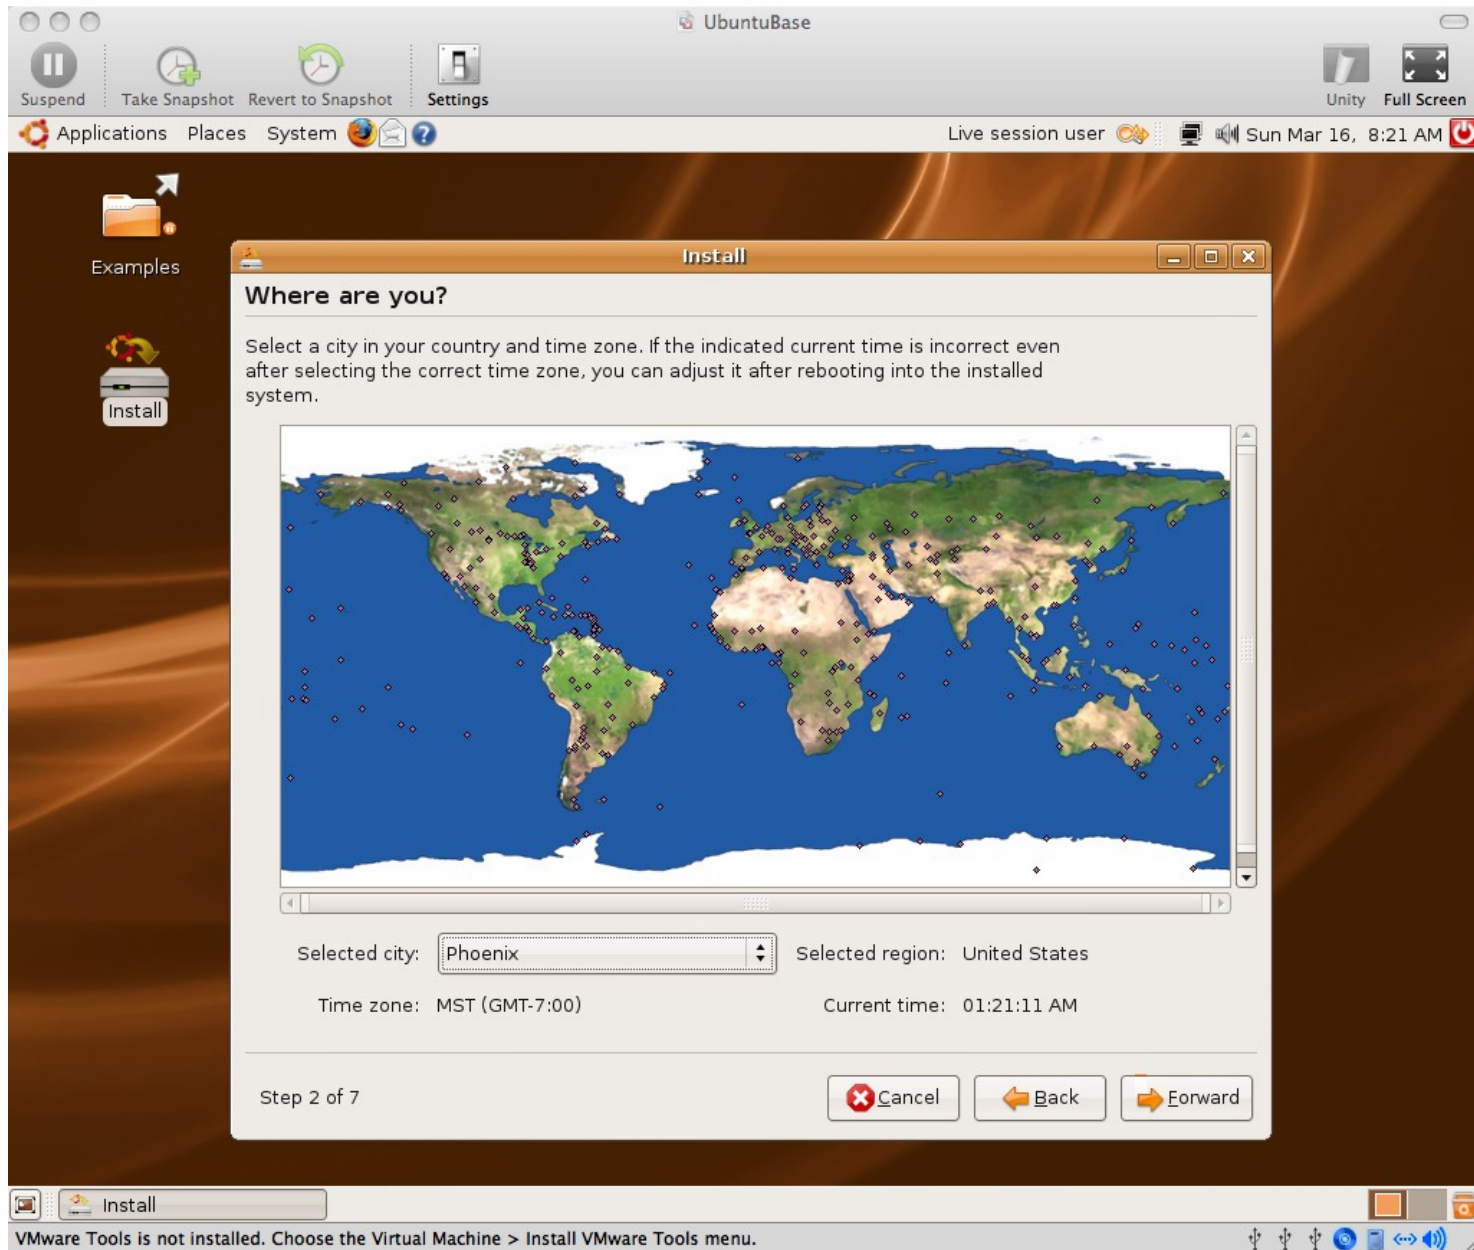 UbuntuBase
Suspend Take Snapshot Revert to Snapshot Settings Unity Full Screen
Applications Places System Live session user Sun Mar 16, 8:21 AM
Examples
Install
Install
Where are you?
Select a city in your country and time zone. If the indicated current time is incorrect even
after selecting the correct time zone, you can adjust it after rebooting into the installed
system.
Selected city: Phoenix Selected region: United States
Time zone: MST (GMT-7:00) Current time: 01:21:11 AM
Step 2 of 7 Cancel Back Forward
Install
VMware Tools is not installed. Choose the Virtual Machine > Install VMware Tools menu.